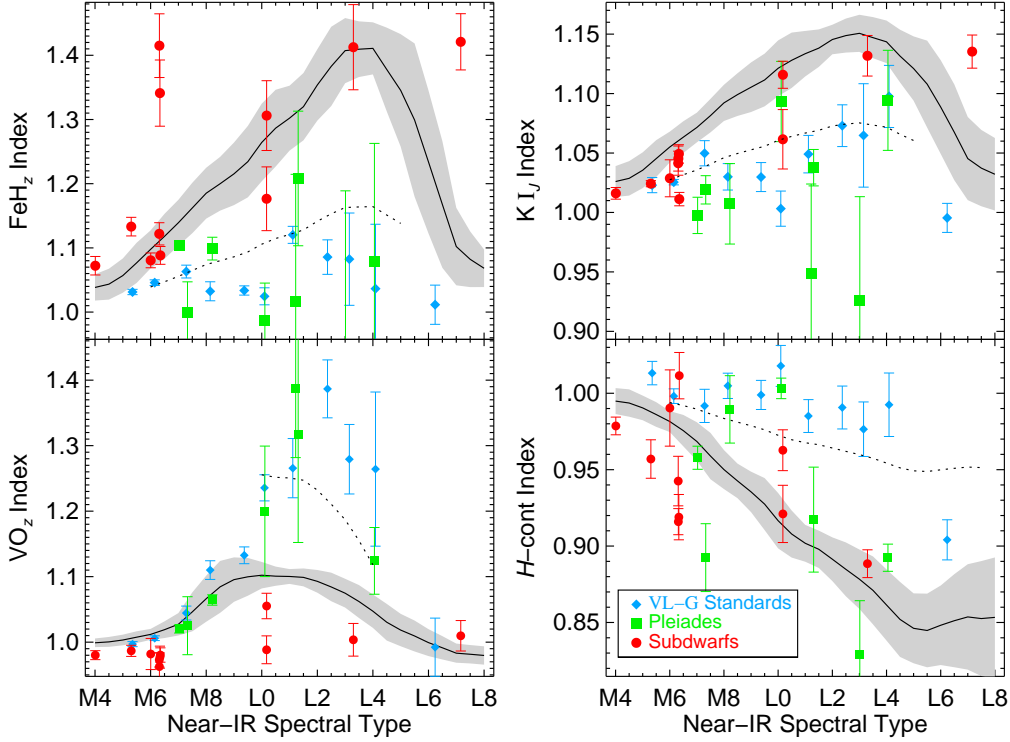 1.4
1.3
1.2
1.1
1.0
FeH_z Index
1.15
1.10
1.05
1.00
0.95
0.90
K I_J Index
1.4
1.3
1.2
1.1
1.0
VO_z Index
M4 M6 M8 L0 L2 L4 L6 L8
Near-IR Spectral Type
1.00
0.95
0.90
0.85
H-cont Index
VL-G Standards
Pleiades
Subdwarfs
M4 M6 M8 L0 L2 L4 L6 L8
Near-IR Spectral Type